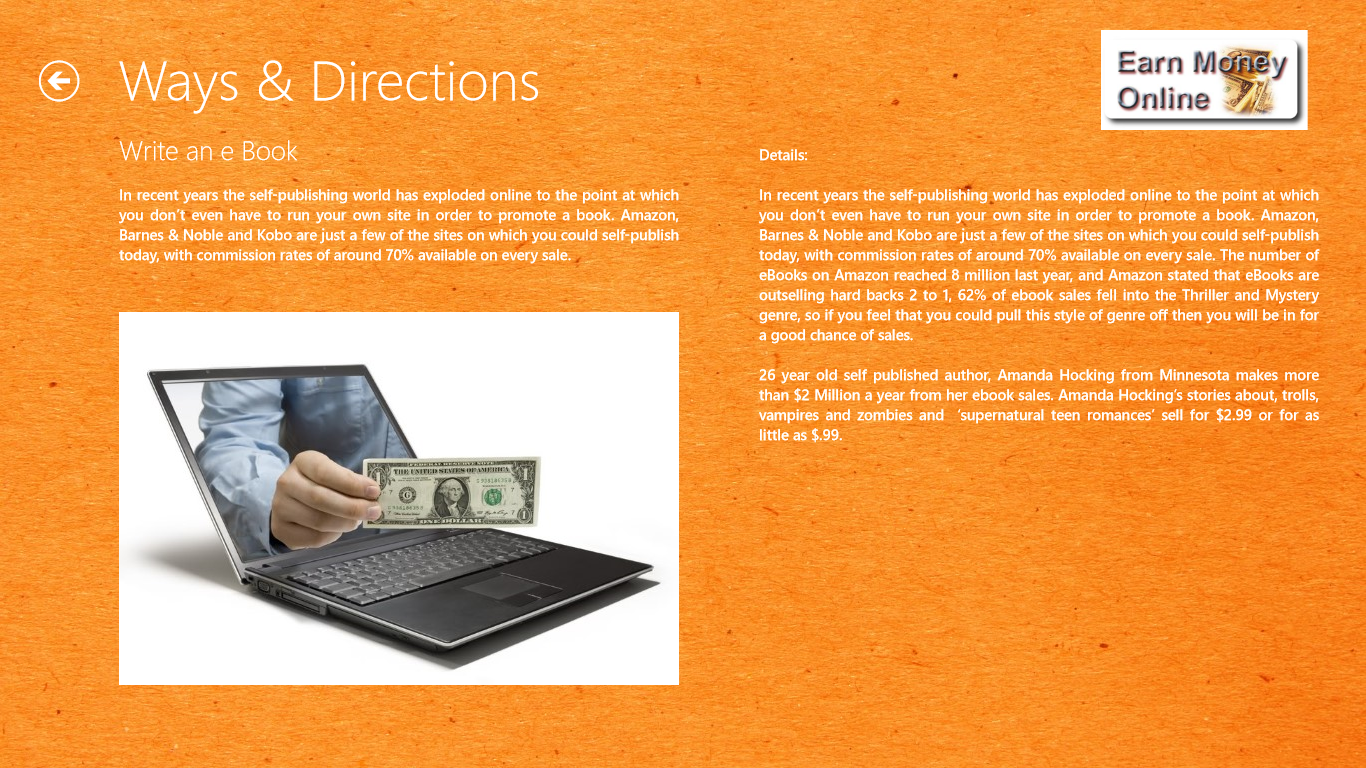 Ways & Directions
Earn Money
Online
Write an e Book
In recent years the self-publishing world has exploded online to the point at which
you don't even have to run your own site in order to promote a book. Amazon,
Barnes & Noble and Kobo are just a few of the sites on which you could self-publish
today, with commission rates of around 70% available on every sale.
FEDERAL RESERVE NOTE
THE UNITED STATES OF AMERICA
ONE DOLLAR
Details:
In recent years the self-publishing world has exploded online to the point at which
you don't even have to run your own site in order to promote a book. Amazon,
Barnes & Noble and Kobo are just a few of the sites on which you could self-publish
today, with commission rates of around 70% available on every sale. The number of
eBooks on Amazon reached 8 million last year, and Amazon stated that eBooks are
outselling hard backs 2 to 1, 62% of ebook sales fell into the Thriller and Mystery
genre, so if you feel that you could pull this style of genre off then you will be in for
a good chance of sales.
26 year old self published author, Amanda Hocking from Minnesota makes more
than $2 Million a year from her ebook sales. Amanda Hocking's stories about, trolls,
vampires and zombies and  'supernatural teen romances' sell for $2.99 or for as
little as $.99.